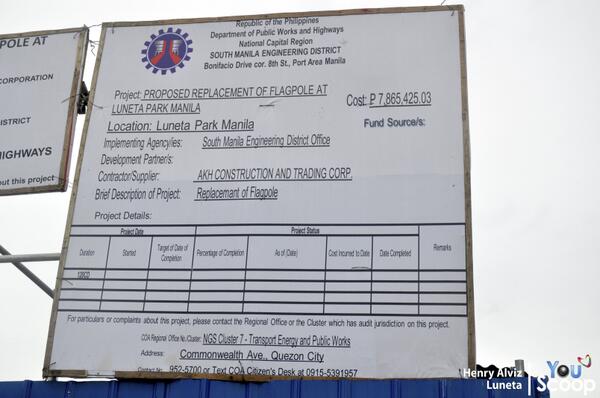 POLE AT
CORPORATION
DISTRICT
HIGHWAYS
about this project
Republic of the Philippines
Department of Public Works and Highways
National Capital Region
SOUTH MANILA ENGINEERING DISTRICT
Bonifacio Drive cor. 8th St., Port Area Manila
Project: PROPOSED REPLACEMENT OF FLAGPOLE AT
LUNETA PARK MANILA
Cost: P 7,865,425.03
Location: Luneta Park Manila
Fund Source/s:
Implementing Agency/ies: South Manila Engineering District Office
Development Partner/s:
Contractor/Supplier: AKH CONSTRUCTION AND TRADING CORP.
Brief Description of Project: Replacemant of Flagpole
Project Details:
Project Date Project Status
Duration Started Target of Date of Completion Percentage of Completion As of (Date) Cost Incurred to Date Date Completed Remarks
120CD
For particulars or complaints about this project, please contact the Regional Office or the Cluster which has audit jurisdiction on this project.
COA Regional Office No./Cluster: NGS Cluster 7 - Transport Energy and Public Works
Address: Commonwealth Ave., Quezon City
Contact No. 952-5700 or Text COA Citizen's Desk at 0915-5391957
Henry Alviz
Luneta
You
Scoop